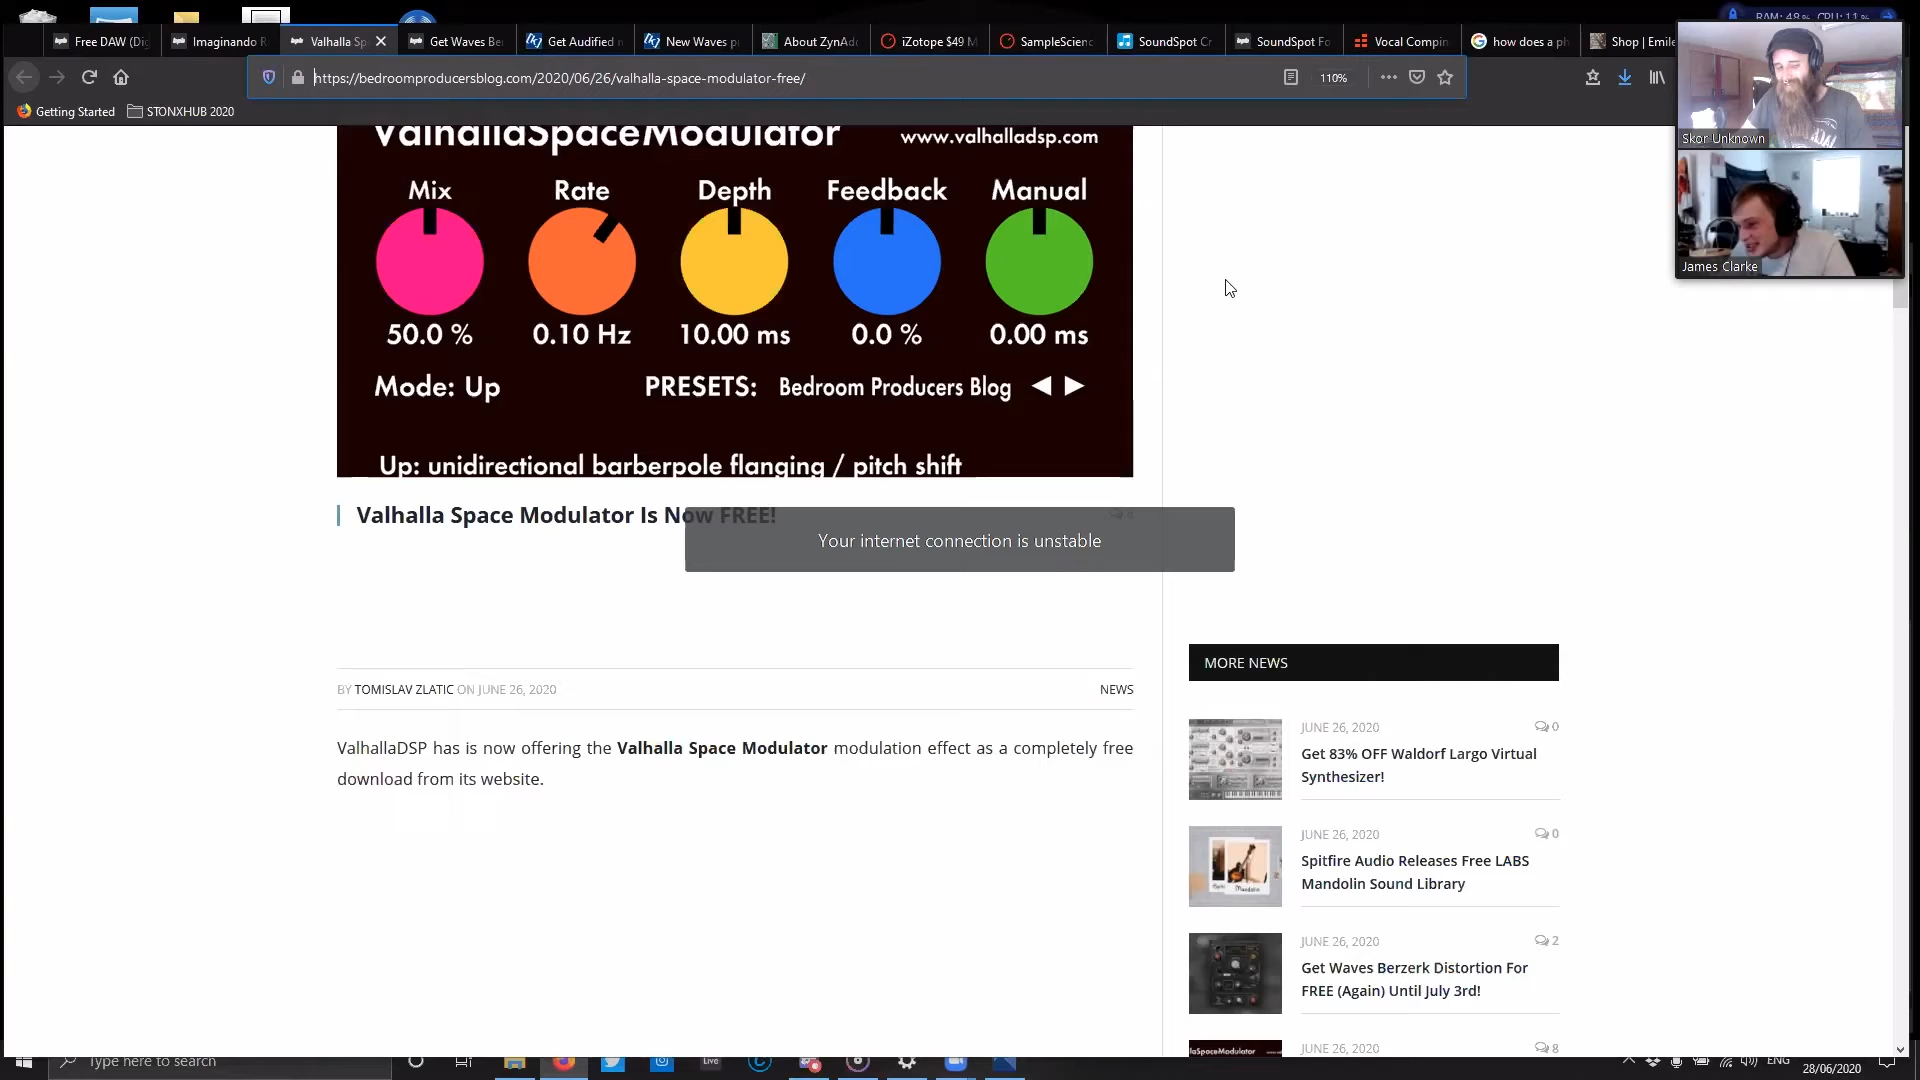 RAM: 48% CPU: 11%
Free DAW (Dig
Imaginando R
Valhalla Sp
Get Waves Be
Get Audified
New Waves p
About ZynAdd
iZotope $49 M
SampleScienc
SoundSpot Cr
SoundSpot Fo
Vocal Compin
how does a ph
Shop | Emile
https://bedroomproducersblog.com/2020/06/26/valhalla-space-modulator-free/
110%
Getting Started
STONXHUB 2020
Skor Unknown
James Clarke
ValhallaSpaceModulator www.valhalladsp.com
Mix Rate Depth Feedback Manual
50.0 % 0.10 Hz 10.00 ms 0.0 % 0.00 ms
Mode: Up PRESETS: Bedroom Producers Blog
Up: unidirectional barberpole flanging / pitch shift
Valhalla Space Modulator Is Now FREE!
Your internet connection is unstable
BY TOMISLAV ZLATIC ON JUNE 26, 2020 NEWS
ValhallaDSP has is now offering the Valhalla Space Modulator modulation effect as a completely free
download from its website.
MORE NEWS
JUNE 26, 2020 0
Get 83% OFF Waldorf Largo Virtual
Synthesizer!
JUNE 26, 2020 0
Spitfire Audio Releases Free LABS
Mandolin Sound Library
JUNE 26, 2020 2
Get Waves Berzerk Distortion For
FREE (Again) Until July 3rd!
JUNE 26, 2020 8
Type here to search
Live
ENG
28/06/2020